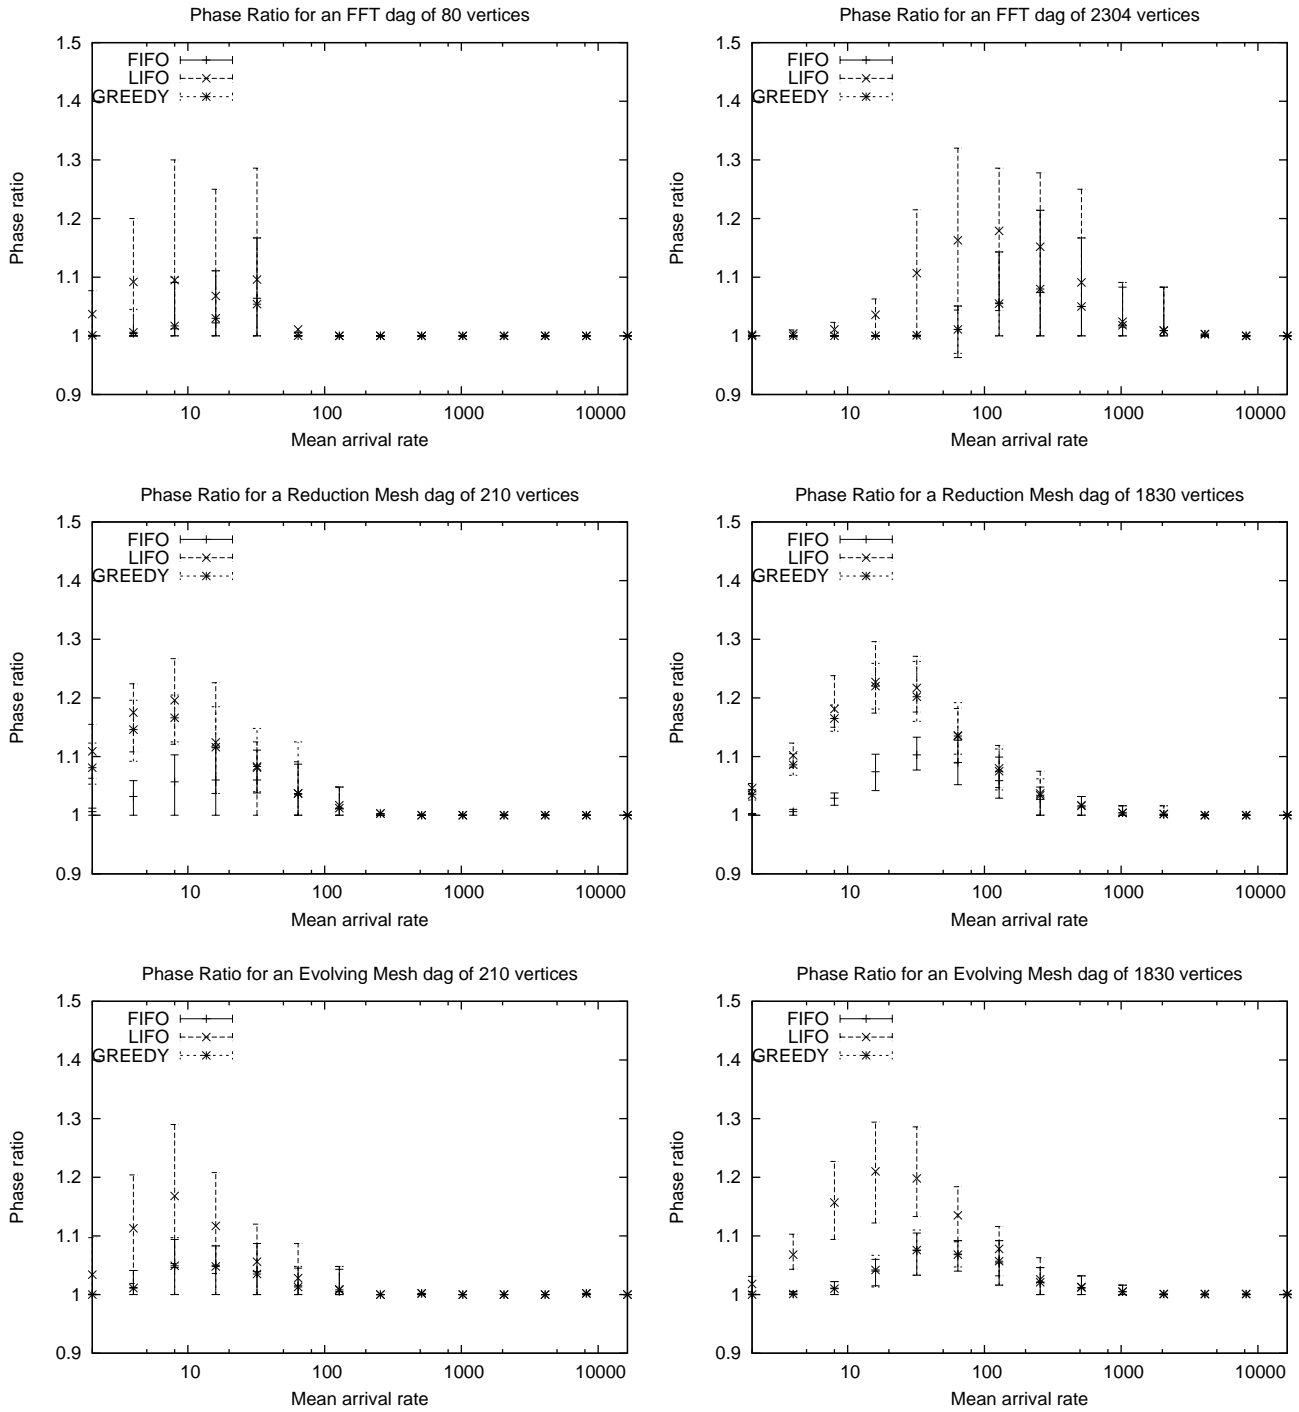 Phase Ratio for an FFT dag of 80 vertices
1.5
1.4
1.3
1.2
1.1
1
0.9
Phase ratio
FIFO
LIFO
GREEDY
10
100
1000
10000
Mean arrival rate
Phase Ratio for an FFT dag of 2304 vertices
1.5
1.4
1.3
1.2
1.1
1
0.9
Phase ratio
FIFO
LIFO
GREEDY
10
100
1000
10000
Mean arrival rate
Phase Ratio for a Reduction Mesh dag of 210 vertices
1.5
1.4
1.3
1.2
1.1
1
0.9
Phase ratio
FIFO
LIFO
GREEDY
10
100
1000
10000
Mean arrival rate
Phase Ratio for a Reduction Mesh dag of 1830 vertices
1.5
1.4
1.3
1.2
1.1
1
0.9
Phase ratio
FIFO
LIFO
GREEDY
10
100
1000
10000
Mean arrival rate
Phase Ratio for an Evolving Mesh dag of 210 vertices
1.5
1.4
1.3
1.2
1.1
1
0.9
Phase ratio
FIFO
LIFO
GREEDY
10
100
1000
10000
Mean arrival rate
Phase Ratio for an Evolving Mesh dag of 1830 vertices
1.5
1.4
1.3
1.2
1.1
1
0.9
Phase ratio
FIFO
LIFO
GREEDY
10
100
1000
10000
Mean arrival rate